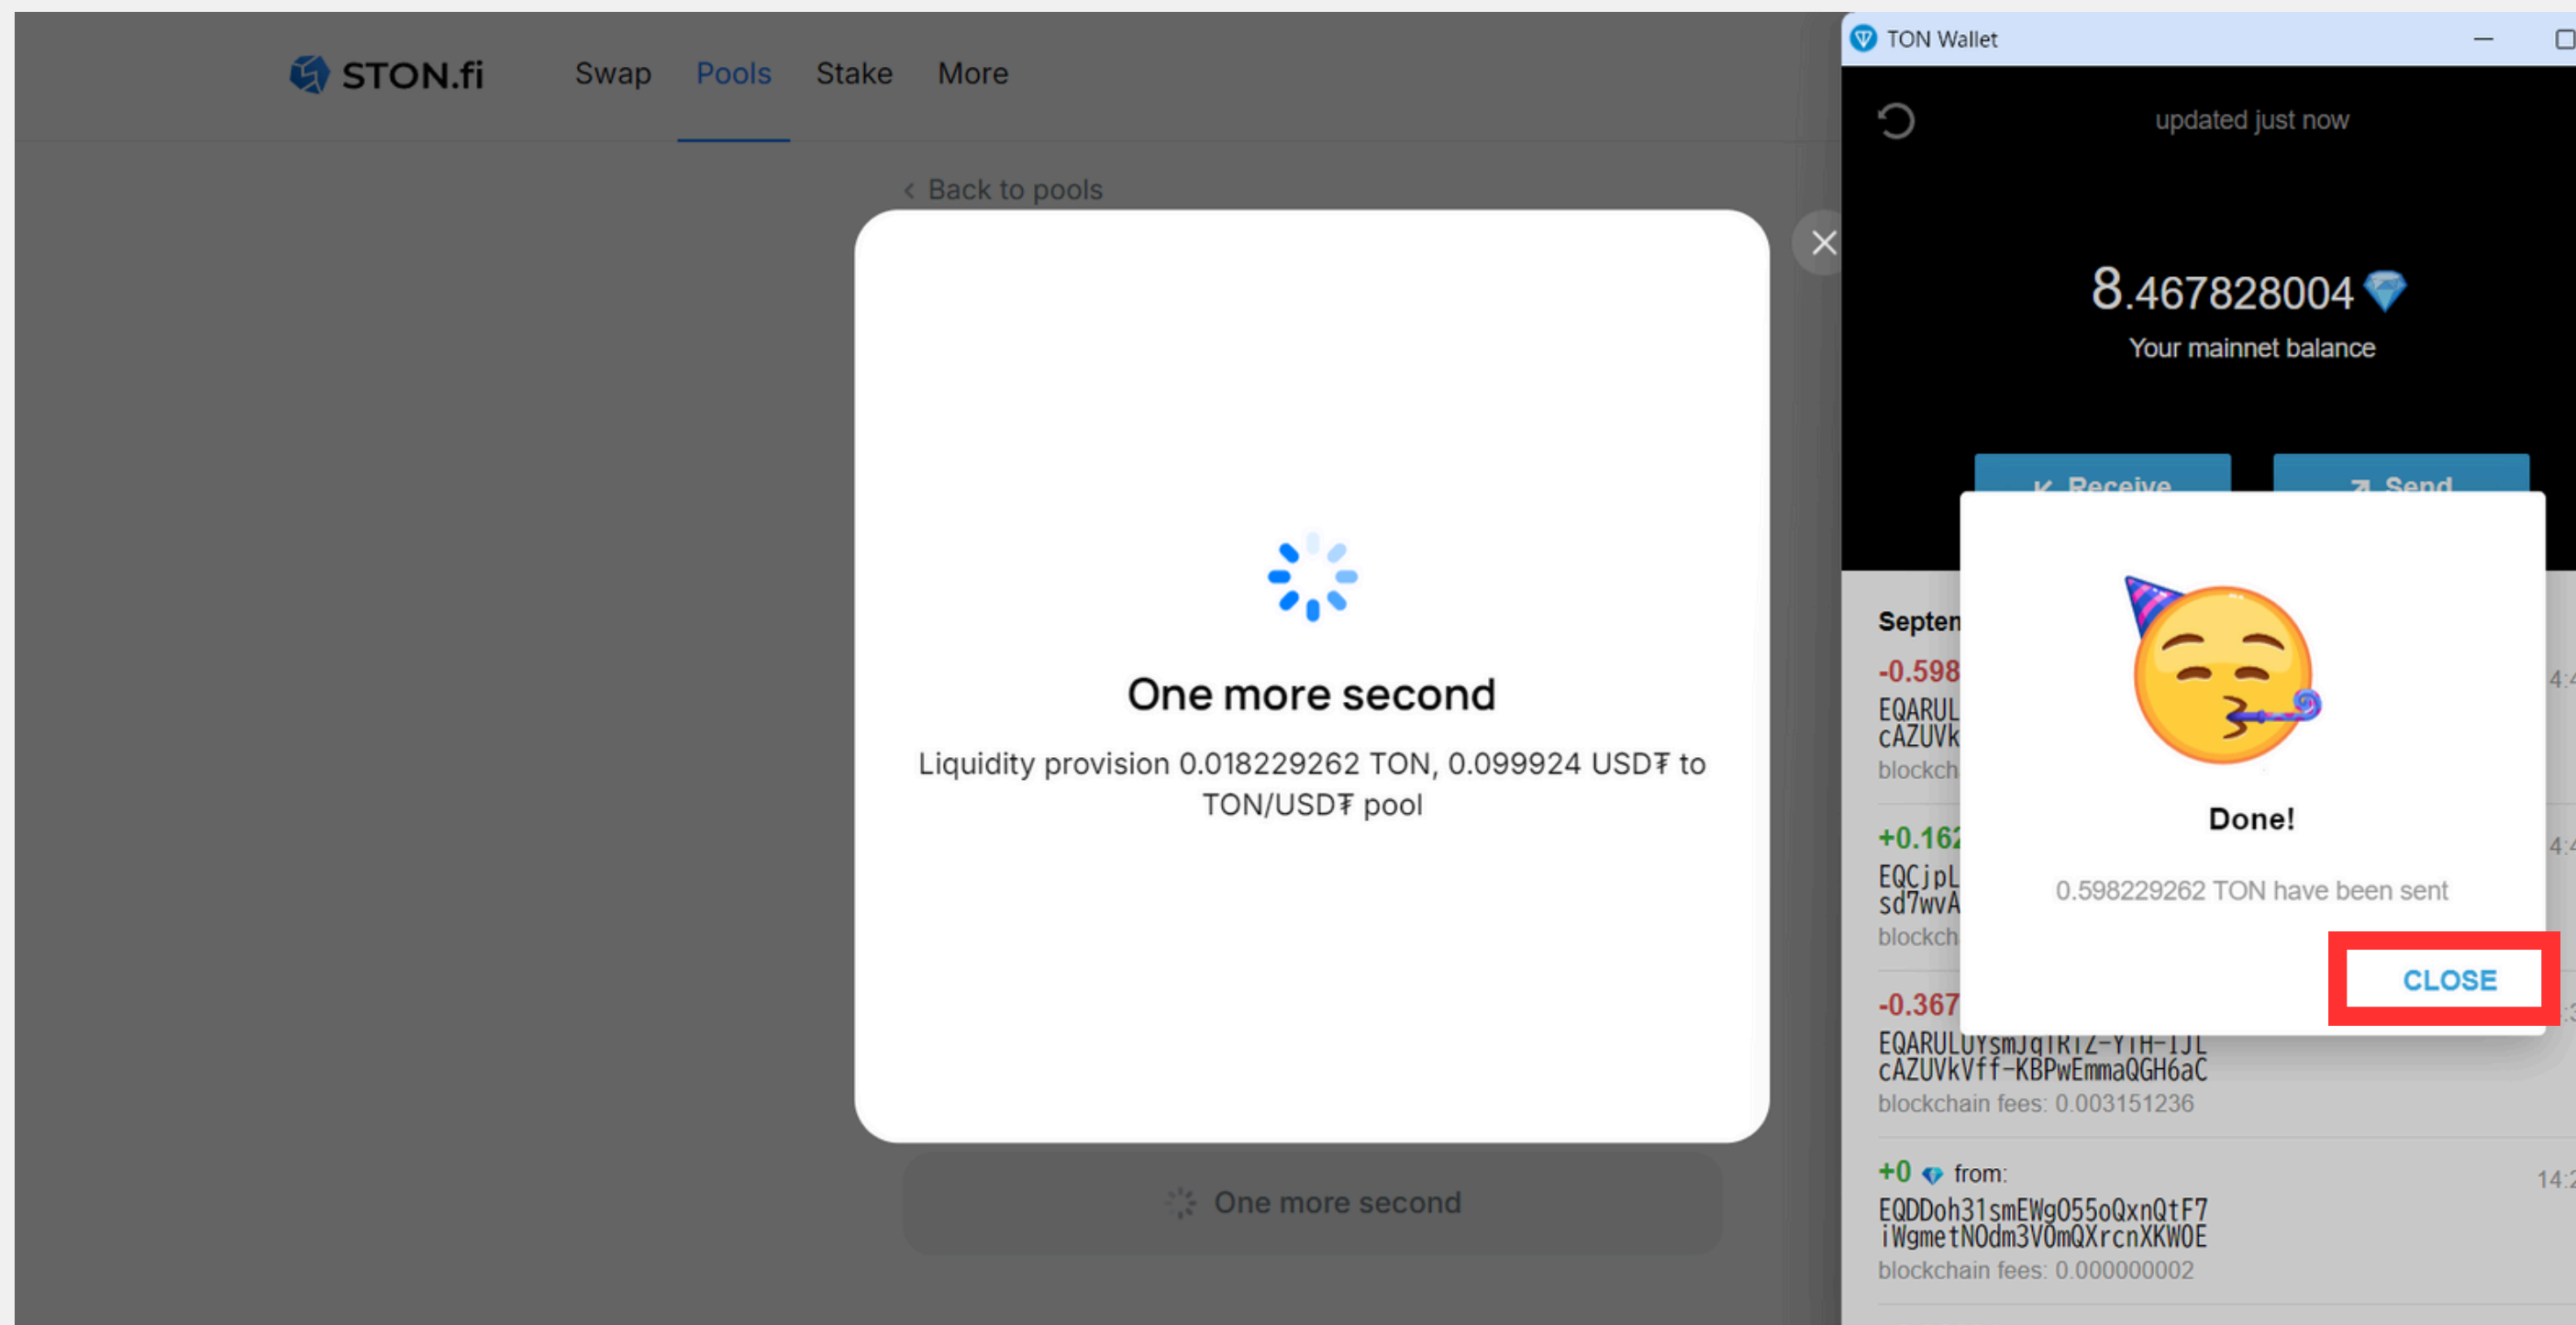 STON.fi
Swap Pools Stake More
Back to pools
One more second
Liquidity provision 0.018229262 TON, 0.099924 USD₮ to
TON/USD₮ pool
One more second
TON Wallet
updated just now
8.467828004
Your mainnet balance
Receive Send
-0.598
EQARUL
cAZUVk
Done!
0.598229262 TON have been sent
CLOSE
+0.162
EQCjpL
sd7wvA
-0.367
cAZUVkVff-KBPwEmmaQGH6aC
blockchain fees: 0.003151236
+0 from:
EQDDoh31smEWgO55oQxnQtF7
iWgmetNOdm3VOmQXrcnXKWOE
blockchain fees: 0.000000002